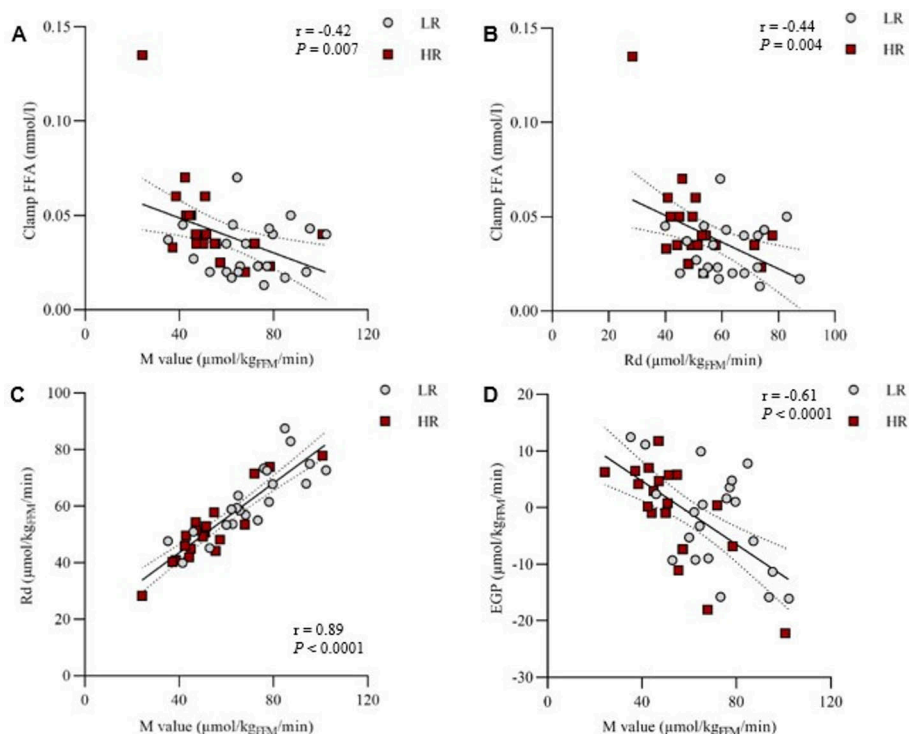 A
r = -0.42
P = 0.007
LR
HR
0.15
0.10
0.05
0.00
Clamp FFA (mmol/l)
0
40
80
120
M value (µmol/kgFFM/min)
B
r = -0.44
P = 0.004
LR
HR
0.15
0.10
0.05
0.00
Clamp FFA (mmol/l)
0
20
40
60
80
100
Rd (µmol/kgFFM/min)
C
LR
HR
100
80
60
40
20
0
Rd (µmol/kgFFM/min)
r = 0.89
P < 0.0001
0
40
80
120
M value (µmol/kgFFM/min)
D
r = -0.61
P < 0.0001
LR
HR
20
10
0
-10
-20
-30
EGP (µmol/kgFFM/min)
0
40
80
120
M value (µmol/kgFFM/min)